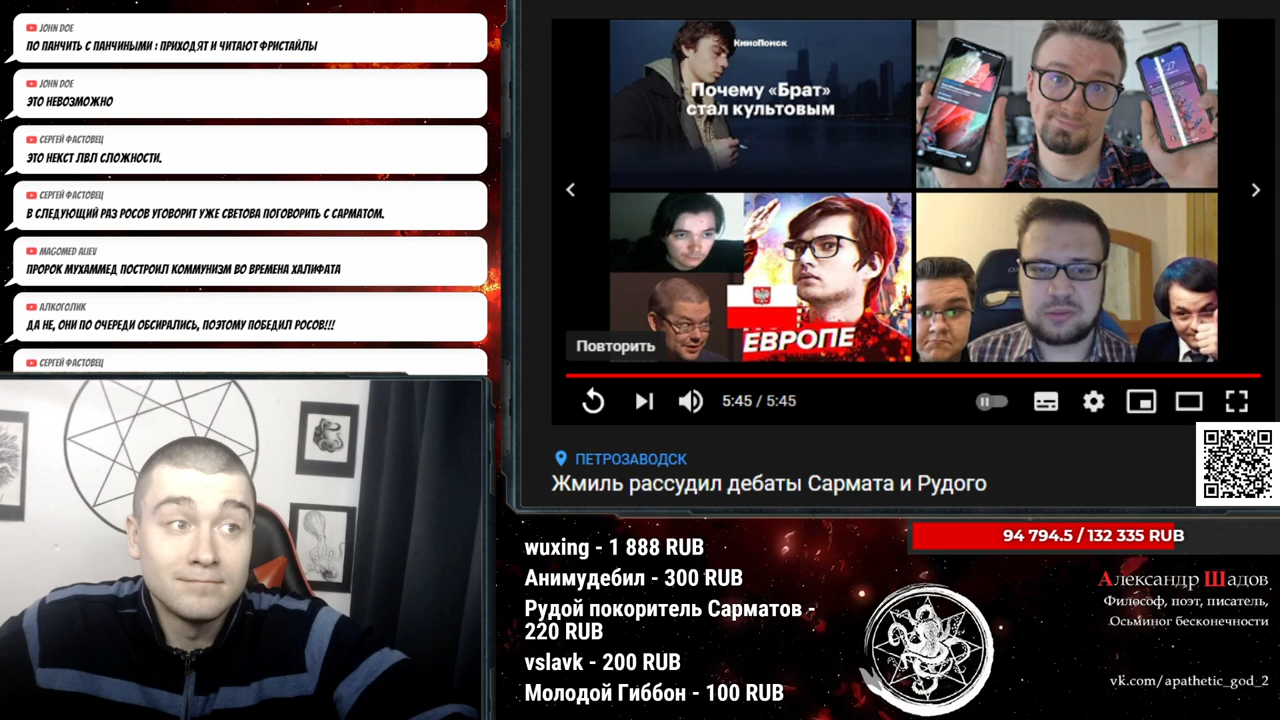 JOHN DOE
ПО ПАНЧИТЬ С ПАНЧИНЫМИ : ПРИХОДЯТ И ЧИТАЮТ ФРИСТАЙЛЫ
JOHN DOE
ЭТО НЕВОЗМОЖНО
СЕРГЕЙ ФАСТОВЕЦ
ЭТО НЕКСТ ЛВЛ СЛОЖНОСТИ.
СЕРГЕЙ ФАСТОВЕЦ
В СЛЕДУЮЩИЙ РАЗ РОСОВ УГОВОРИТ УЖЕ СВЕТОВА ПОГОВОРИТЬ С САРМАТОМ.
MAGOMED ALIEV
ПРОРОК МУХАММЕД ПОСТРОИЛ КОММУНИЗМ ВО ВРЕМЕНА ХАЛИФАТА
АЛКОГОЛИК
ДА НЕ, ОНИ ПО ОЧЕРЕДИ ОБСИРАЛИСЬ, ПОЭТОМУ ПОБЕДИЛ РОСОВ!!!
СЕРГЕЙ ФАСТОВЕЦ
КиноПоиск
Почему «Брат»
стал культовым
ЕВРОПЕ
Повторить
5:45 / 5:45
ПЕТРОЗАВОДСК
Жмиль рассудил дебаты Сармата и Рудого
94 794.5 / 132 335 RUB
wuxing - 1 888 RUB
Анимудебил - 300 RUB
Рудой покоритель Сарматов -
220 RUB
vslavk - 200 RUB
Молодой Гиббон - 100 RUB
Александр Шадов
Философ, поэт, писатель,
Осьминог бесконечности
vk.com/apathetic_god_2